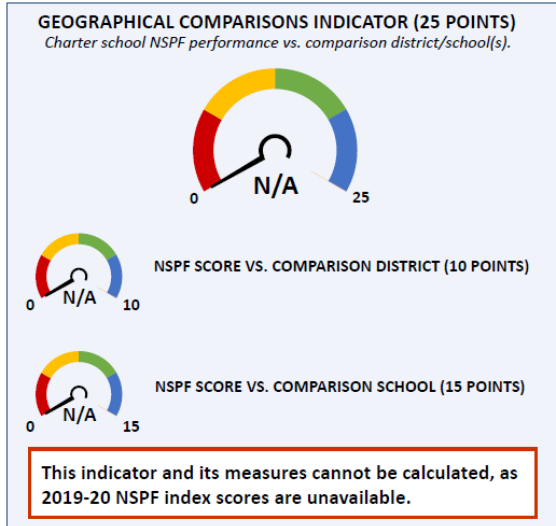 GEOGRAPHICAL COMPARISONS INDICATOR (25 POINTS)
Charter school NSPF performance vs. comparison district/school(s).
N/A
0
25
NSPF SCORE VS. COMPARISON DISTRICT (10 POINTS)
N/A
0
10
NSPF SCORE VS. COMPARISON SCHOOL (15 POINTS)
N/A
0
15
This indicator and its measures cannot be calculated, as
2019-20 NSPF index scores are unavailable.